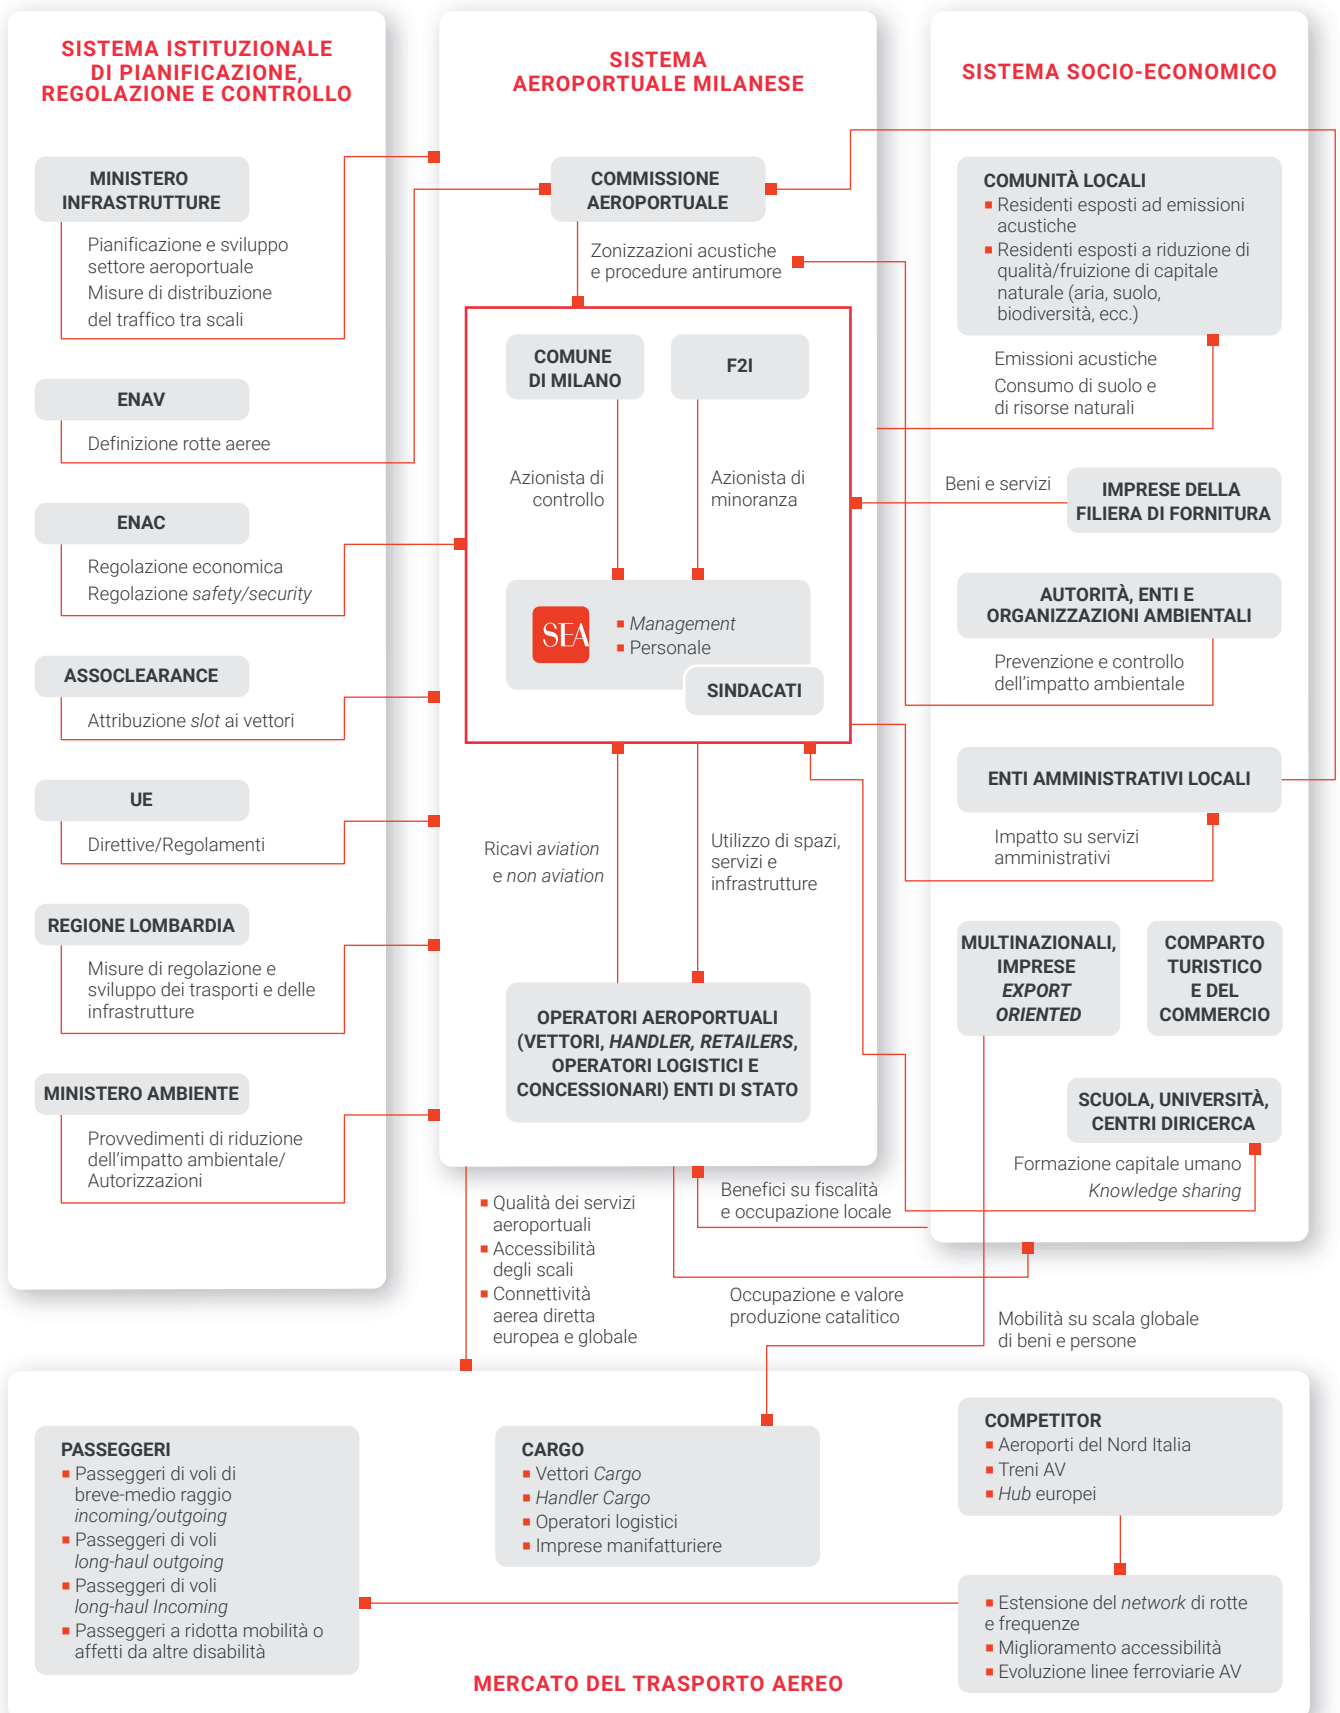 SISTEMA ISTITUZIONALE
DI PIANIFICAZIONE,
REGOLAZIONE E CONTROLLO
MINISTERO
INFRASTRUTTURE
Pianificazione e sviluppo
settore aeroportuale
Misure di distribuzione
del traffico tra scali
ENAV
Definizione rotte aeree
ENAC
Regolazione economica
Regolazione safety/security
ASSOCLEARANCE
Attribuzione slot ai vettori
UE
Direttive/Regolamenti
REGIONE LOMBARDIA
Misure di regolazione e
sviluppo dei trasporti e delle
infrastrutture
MINISTERO AMBIENTE
Provvedimenti di riduzione
dell'impatto ambientale/
Autorizzazioni
SISTEMA
AEROPORTUALE MILANESE
COMMISSIONE
AEROPORTUALE
Zonizzazioni acustiche
e procedure antirumore
COMUNE
DI MILANO
F2I
Azionista di
controllo
Azionista di
minoranza
SEA
Management
Personale
SINDACATI
Ricavi aviation
e non aviation
Utilizzo di spazi,
servizi e
infrastrutture
OPERATORI AEROPORTUALI
(VETTORI, HANDLER, RETAILERS,
OPERATORI LOGISTICI E
CONCESSIONARI) ENTI DI STATO
SISTEMA SOCIO-ECONOMICO
COMUNITÀ LOCALI
Residenti esposti ad emissioni
acustiche
Residenti esposti a riduzione di
qualità/fruizione di capitale
naturale (aria, suolo,
biodiversità, ecc.)
Emissioni acustiche
Consumo di suolo e
di risorse naturali
Beni e servizi
IMPRESE DELLA
FILIERA DI FORNITURA
AUTORITÀ, ENTI E
ORGANIZZAZIONI AMBIENTALI
Prevenzione e controllo
dell'impatto ambientale
ENTI AMMINISTRATIVI LOCALI
Impatto su servizi
amministrativi
MULTINAZIONALI,
IMPRESE
EXPORT
ORIENTED
COMPARTO
TURISTICO
E DEL
COMMERCIO
SCUOLA, UNIVERSITÀ,
CENTRI DIRICERCA
Formazione capitale umano
Knowledge sharing
Qualità dei servizi
aeroportuali
Accessibilità
degli scali
Connettività
aerea diretta
europea e globale
Benefici su fiscalità
e occupazione locale
Occupazione e valore
produzione catalitico
Mobilità su scala globale
di beni e persone
PASSEGGERI
Passeggeri di voli di
breve-medio raggio
incoming/outgoing
Passeggeri di voli
long-haul outgoing
Passeggeri di voli
long-haul Incoming
Passeggeri a ridotta mobilità o
affetti da altre disabilità
CARGO
Vettori Cargo
Handler Cargo
Operatori logistici
Imprese manifatturiere
COMPETITOR
Aeroporti del Nord Italia
Treni AV
Hub europei
Estensione del network di rotte
e frequenze
Miglioramento accessibilità
Evoluzione linee ferroviarie AV
MERCATO DEL TRASPORTO AEREO